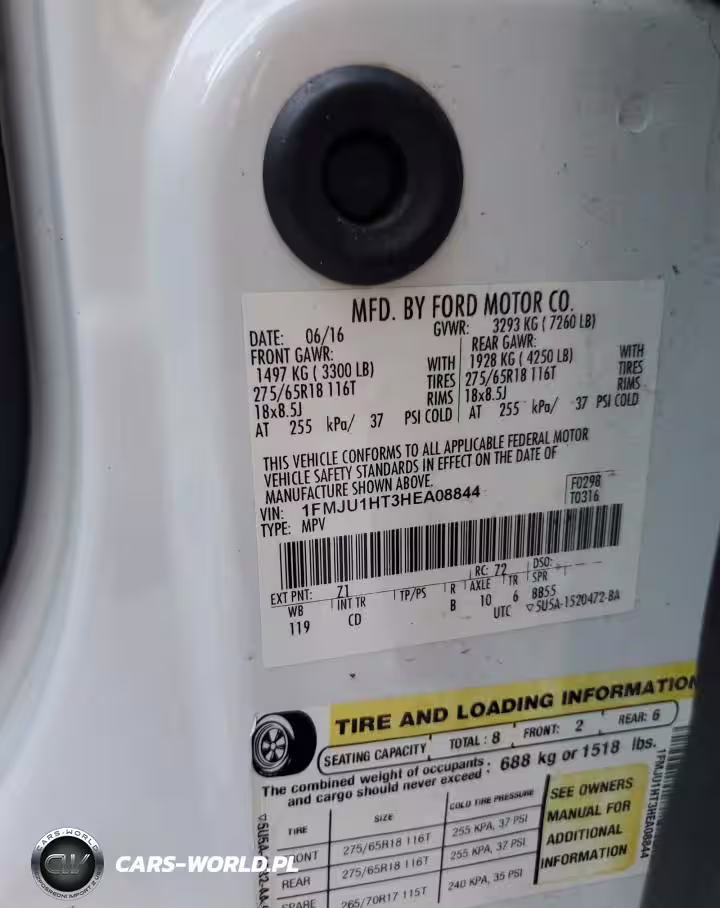 MFD. BY FORD MOTOR CO.
DATE: 06/16 GVWR: 3293 KG ( 7260 LB)
FRONT GAWR: REAR GAWR:
1497 KG ( 3300 LB) WITH 1928 KG ( 4250 LB) WITH
275/65R18 116T TIRES 275/65R18 116T TIRES
18x8.5J RIMS 18x8.5J RIMS
AT 255 kPa/ 37 PSI COLD AT 255 kPa/ 37 PSI COLD
THIS VEHICLE CONFORMS TO ALL APPLICABLE FEDERAL MOTOR
VEHICLE SAFETY STANDARDS IN EFFECT ON THE DATE OF
MANUFACTURE SHOWN ABOVE.
VIN: 1FMJU1HT3HEA08844
TYPE: MPV
F0298
T0316
EXT PNT: Z1 RC: 72 DSO:
WB INT TR TP/PS R AXLE TR SPR
119 CD B 10 6 BB55
UTC ▽5U5A-1520472-BA
TIRE AND LOADING INFORMATION
SEATING CAPACITY TOTAL : 8 FRONT: 2 REAR: 6
The combined weight of occupants and cargo should never exceed : 688 kg or 1518 lbs.
TIRE SIZE COLD TIRE PRESSURE
FRONT 275/65R18 116T 255 KPA, 37 PSI
REAR 275/65R18 116T 255 KPA, 37 PSI
SPARE 265/70R17 115T 240 KPA, 35 PSI
SEE OWNERS
MANUAL FOR
ADDITIONAL
INFORMATION
1FMJU1HT3HEA08844
CARS-WORLD
CW
CARS-WORLD.PL